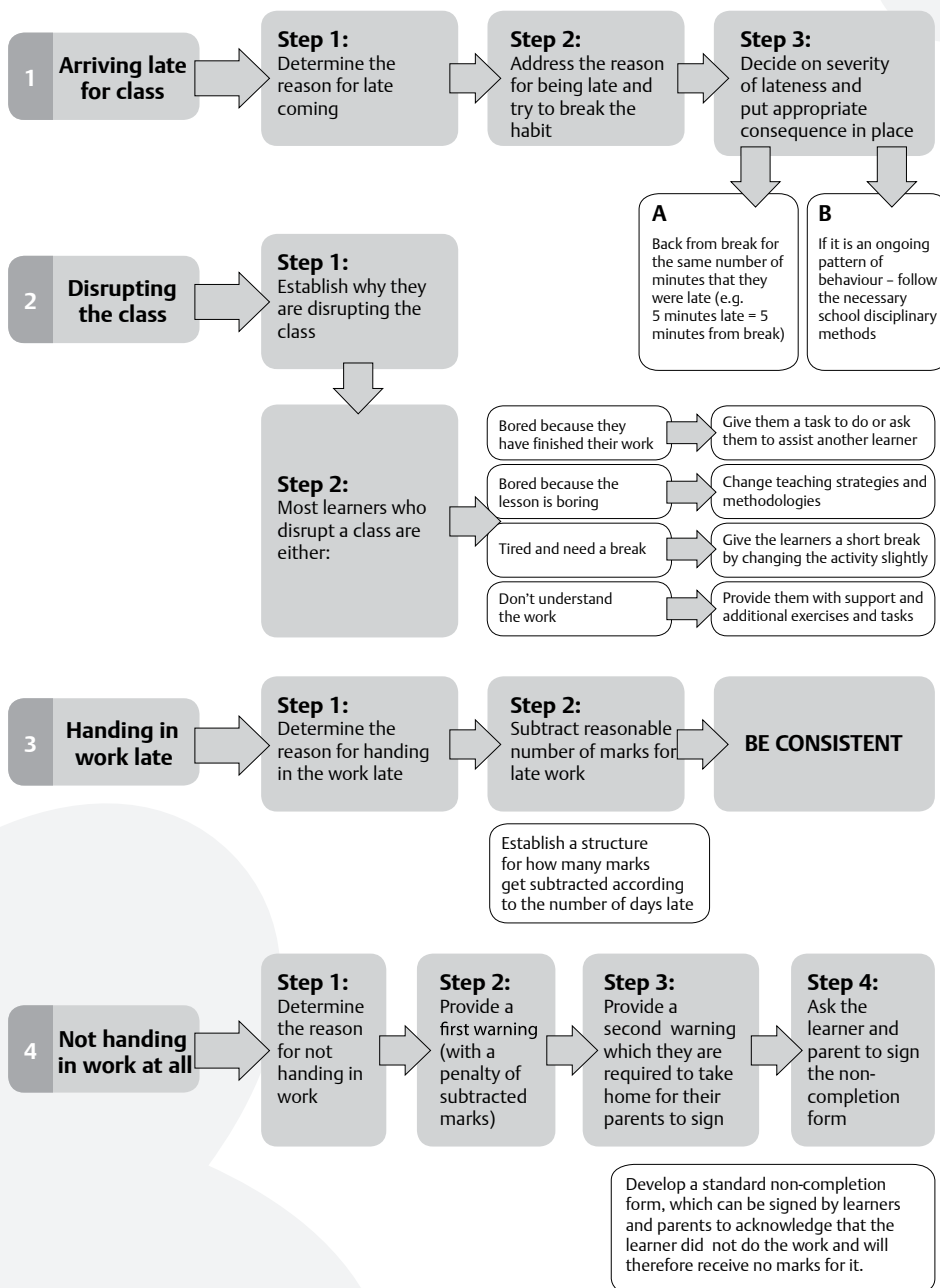 1
Arriving late
for class
Step 1:
Determine the
reason for late
coming
Step 2:
Address the reason
for being late and
try to break the
habit
Step 3:
Decide on severity
of lateness and
put appropriate
consequence in place
A
Back from break for
the same number of
minutes that they
were late (e.g.
5 minutes late = 5
minutes from break)
B
If it is an ongoing
pattern of
behaviour – follow
the necessary
school disciplinary
methods
2
Disrupting
the class
Step 1:
Establish why they
are disrupting the
class
Step 2:
Most learners who
disrupt a class are
either:
Bored because they
have finished their work
Give them a task to do or ask
them to assist another learner
Bored because the
lesson is boring
Change teaching strategies and
methodologies
Tired and need a break
Give the learners a short break
by changing the activity slightly
Don't understand
the work
Provide them with support and
additional exercises and tasks
3
Handing in
work late
Step 1:
Determine the
reason for handing
in the work late
Step 2:
Subtract reasonable
number of marks for
late work
BE CONSISTENT
Establish a structure
for how many marks
get subtracted according
to the number of days late
4
Not handing
in work at all
Step 1:
Determine
the reason
for not
handing in
work
Step 2:
Provide a
first warning
(with a
penalty of
subtracted
marks)
Step 3:
Provide a
second warning
which they are
required to take
home for their
parents to sign
Step 4:
Ask the
learner and
parent to sign
the non-
completion
form
Develop a standard non-completion
form, which can be signed by learners
and parents to acknowledge that the
learner did not do the work and will
therefore receive no marks for it.